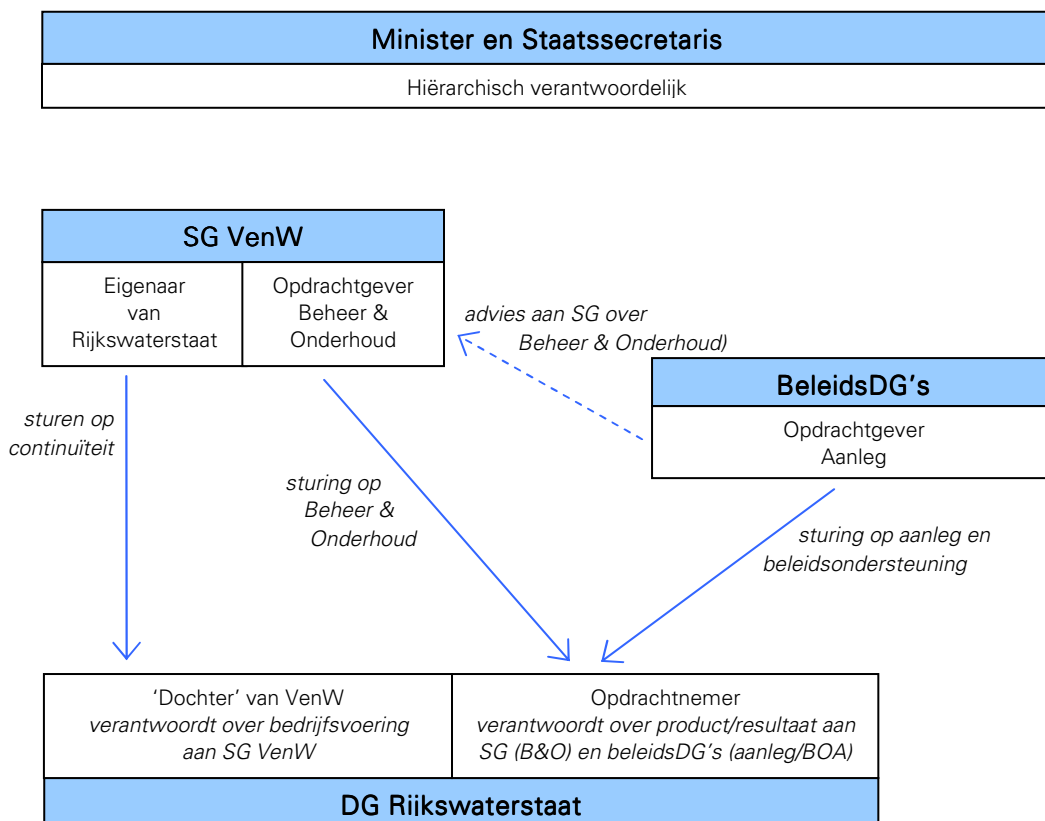 Minister en Staatssecretaris
Hiërarchisch verantwoordelijk
SG VenW
Eigenaar
van
Rijkswaterstaat
Opdrachtgever
Beheer &
Onderhoud
advies aan SG over
Beheer & Onderhoud)
BeleidsDG's
Opdrachtgever
Aanleg
sturen op
continuïteit
sturing op
Beheer &
Onderhoud
sturing op aanleg en
beleidsondersteuning
'Dochter' van VenW
verantwoordt over bedrijfsvoering
aan SG VenW
Opdrachtnemer
verantwoordt over product/resultaat aan
SG (B&O) en beleidsDG's (aanleg/BOA)
DG Rijkswaterstaat